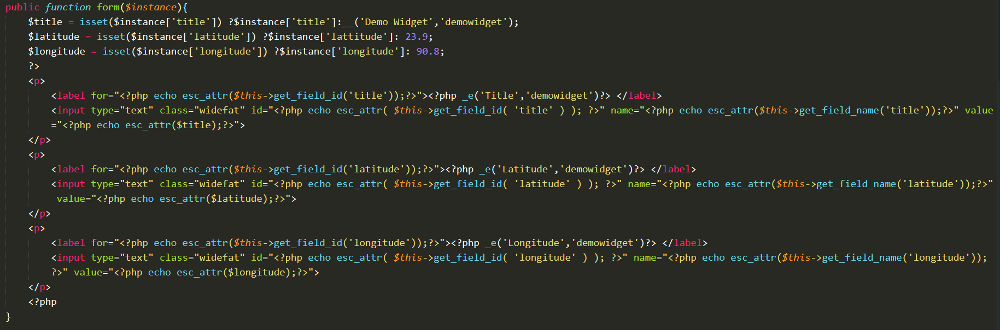 public function form($instance){
    $title = isset($instance['title']) ?$instance['title']:__('Demo Widget','demowidget');
    $latitude = isset($instance['latitude']) ?$instance['lattitude']: 23.9;
    $longitude = isset($instance['longitude']) ?$instance['longitude']: 90.8;
    ?>
    <p>
        <label for="<?php echo esc_attr($this->get_field_id('title'));?>"><?php _e('Title','demowidget')?> </label>
        <input type="text" class="widefat" id="<?php echo esc_attr( $this->get_field_id( 'title' ) ); ?>" name="<?php echo esc_attr($this->get_field_name('title'));?>" value
        ="<?php echo esc_attr($title);?>">
    </p>
    <p>
        <label for="<?php echo esc_attr($this->get_field_id('latitude'));?>"><?php _e('Latitude','demowidget')?> </label>
        <input type="text" class="widefat" id="<?php echo esc_attr( $this->get_field_id( 'latitude' ) ); ?>" name="<?php echo esc_attr($this->get_field_name('latitude'));?>"
         value="<?php echo esc_attr($latitude);?>">
    </p>
    <p>
        <label for="<?php echo esc_attr($this->get_field_id('longitude'));?>"><?php _e('Longitude','demowidget')?> </label>
        <input type="text" class="widefat" id="<?php echo esc_attr( $this->get_field_id( 'longitude' ) ); ?>" name="<?php echo esc_attr($this->get_field_name('longitude'));
        ?>" value="<?php echo esc_attr($longitude);?>">
    </p>
    <?php
}